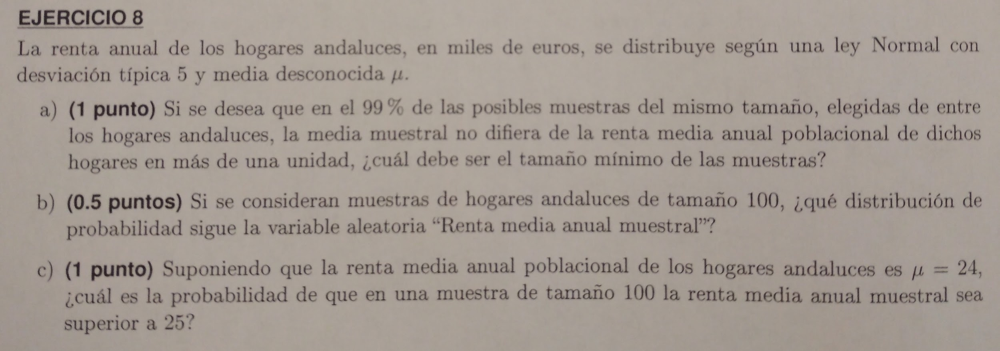 EJERCICIO 8
La renta anual de los hogares andaluces, en miles de euros, se distribuye según una ley Normal con
desviación típica 5 y media desconocida μ.
a) (1 punto) Si se desea que en el 99 % de las posibles muestras del mismo tamaño, elegidas de entre
los hogares andaluces, la media muestral no difiera de la renta media anual poblacional de dichos
hogares en más de una unidad, ¿cuál debe ser el tamaño mínimo de las muestras?
b) (0.5 puntos) Si se consideran muestras de hogares andaluces de tamaño 100, ¿qué distribución de
probabilidad sigue la variable aleatoria “Renta media anual muestral”?
c) (1 punto) Suponiendo que la renta media anual poblacional de los hogares andaluces es μ = 24,
¿cuál es la probabilidad de que en una muestra de tamaño 100 la renta media anual muestral sea
superior a 25?